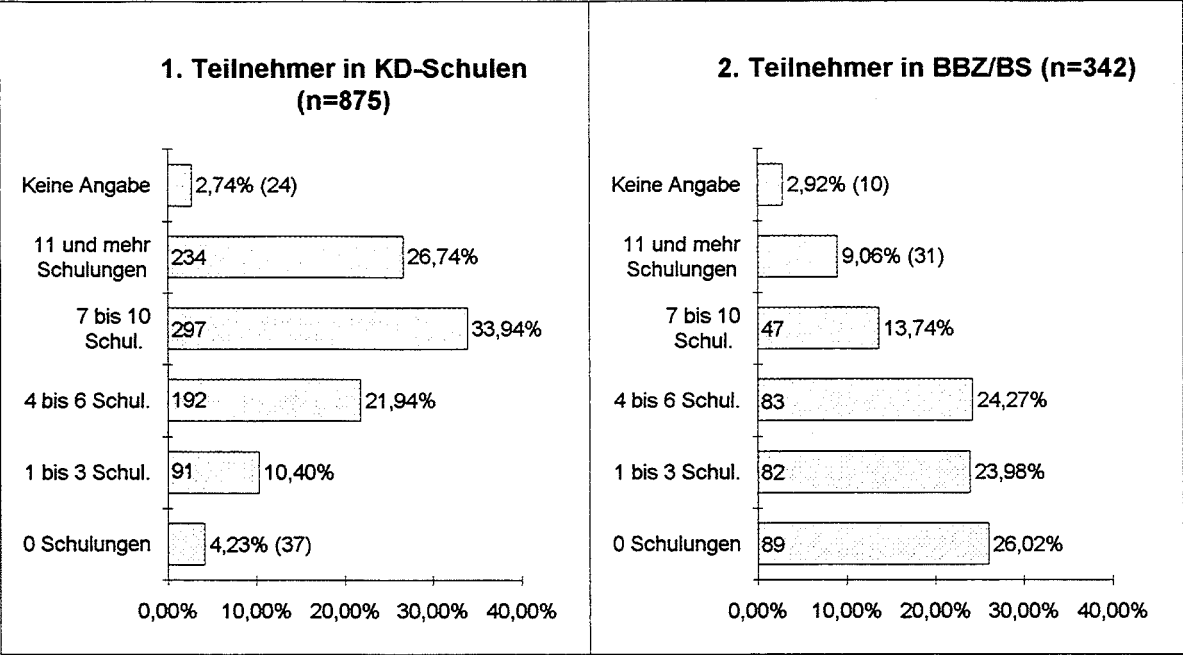 1. Teilnehmer in KD-Schulen
(n=875)
Keine Angabe
2,74% (24)
11 und mehr
Schulungen
234
26,74%
7 bis 10
Schul.
297
33,94%
4 bis 6 Schul.
192
21,94%
1 bis 3 Schul.
91
10,40%
0 Schulungen
4,23% (37)
0,00% 10,00% 20,00% 30,00% 40,00%
2. Teilnehmer in BBZ/BS (n=342)
Keine Angabe
2,92% (10)
11 und mehr
Schulungen
9,06% (31)
7 bis 10
Schul.
47
13,74%
4 bis 6 Schul.
83
24,27%
1 bis 3 Schul.
82
23,98%
0 Schulungen
89
26,02%
0,00% 10,00% 20,00% 30,00% 40,00%